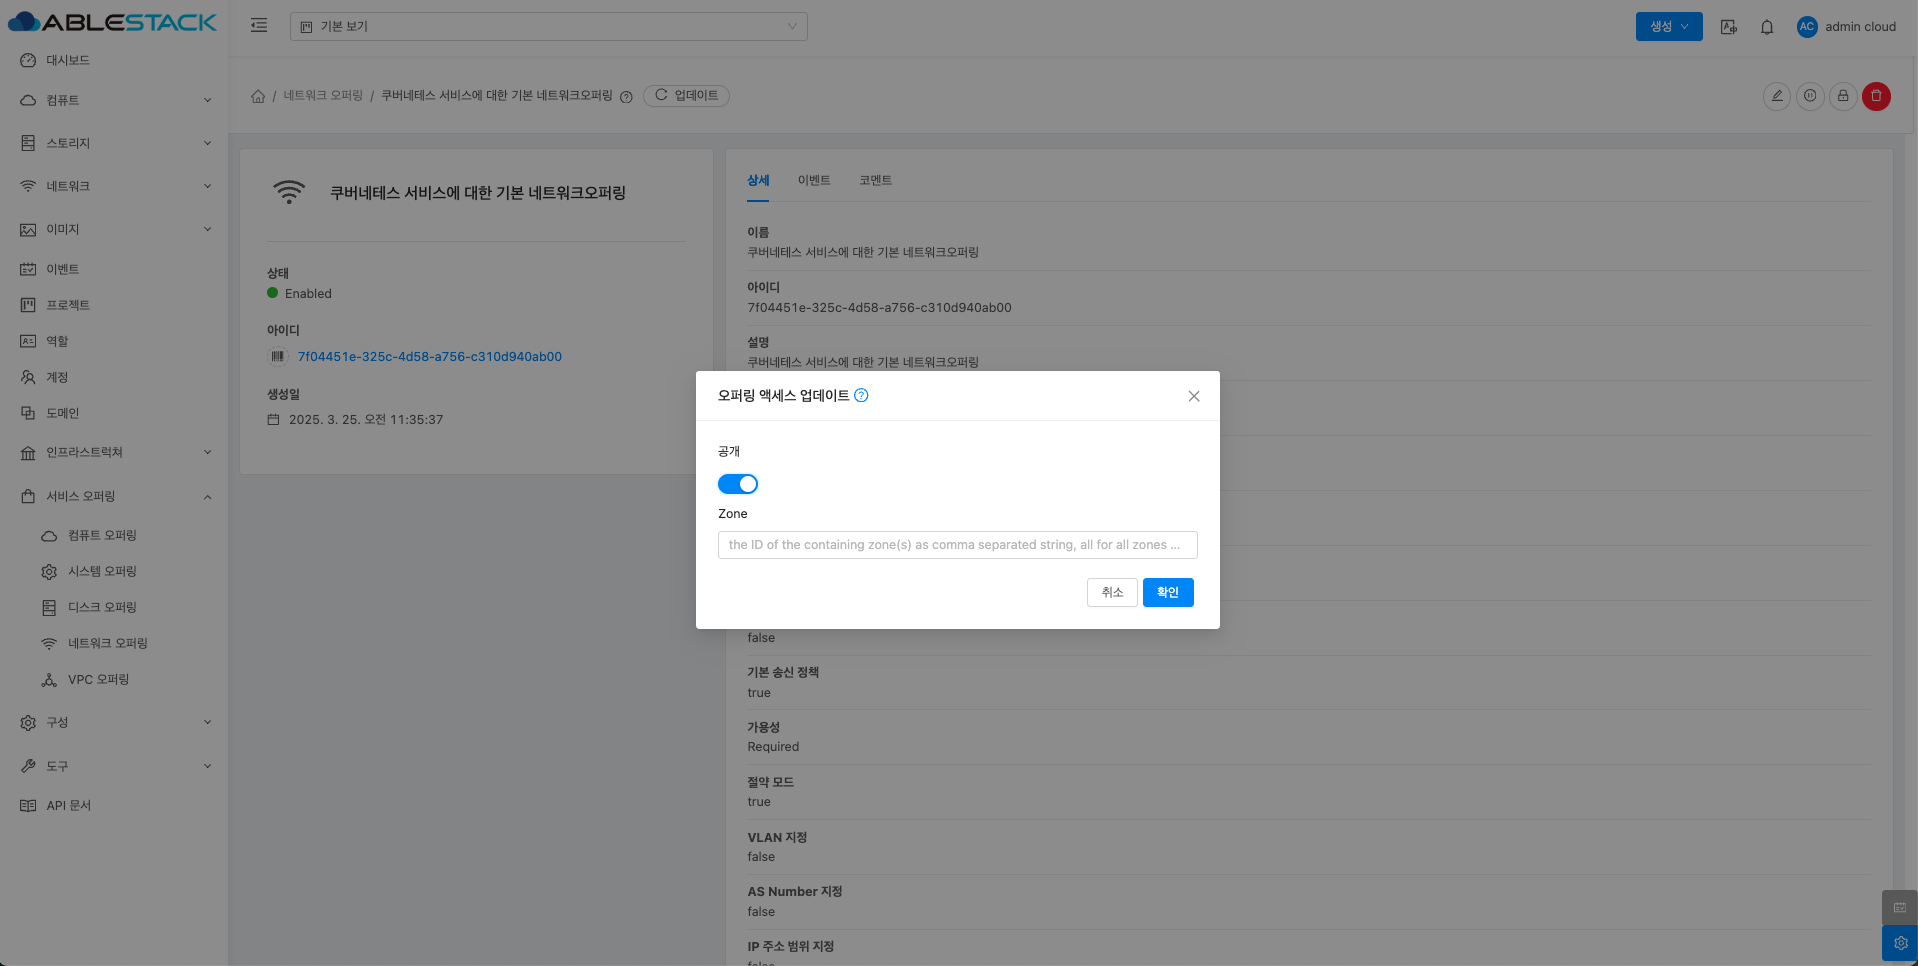 ABLESTACK
기본 보기
생성
AC
admin cloud
대시보드
컴퓨트
스토리지
네트워크
이미지
이벤트
프로젝트
역할
계정
도메인
인프라스트럭쳐
서비스 오퍼링
컴퓨트 오퍼링
시스템 오퍼링
디스크 오퍼링
네트워크 오퍼링
VPC 오퍼링
구성
도구
API 문서
/ 네트워크 오퍼링 / 쿠버네테스 서비스에 대한 기본 네트워크오퍼링
업데이트
쿠버네테스 서비스에 대한 기본 네트워크오퍼링
상태
Enabled
아이디
7f04451e-325c-4d58-a756-c310d940ab00
생성일
2025. 3. 25. 오전 11:35:37
상세 이벤트 코멘트
이름
쿠버네테스 서비스에 대한 기본 네트워크오퍼링
아이디
7f04451e-325c-4d58-a756-c310d940ab00
설명
쿠버네테스 서비스에 대한 기본 네트워크오퍼링
오퍼링 액세스 업데이트
공개
Zone
the ID of the containing zone(s) as comma separated string, all for all zones ...
취소 확인
false
기본 송신 정책
true
가용성
Required
절약 모드
true
VLAN 지정
false
AS Number 지정
false
IP 주소 범위 지정
false